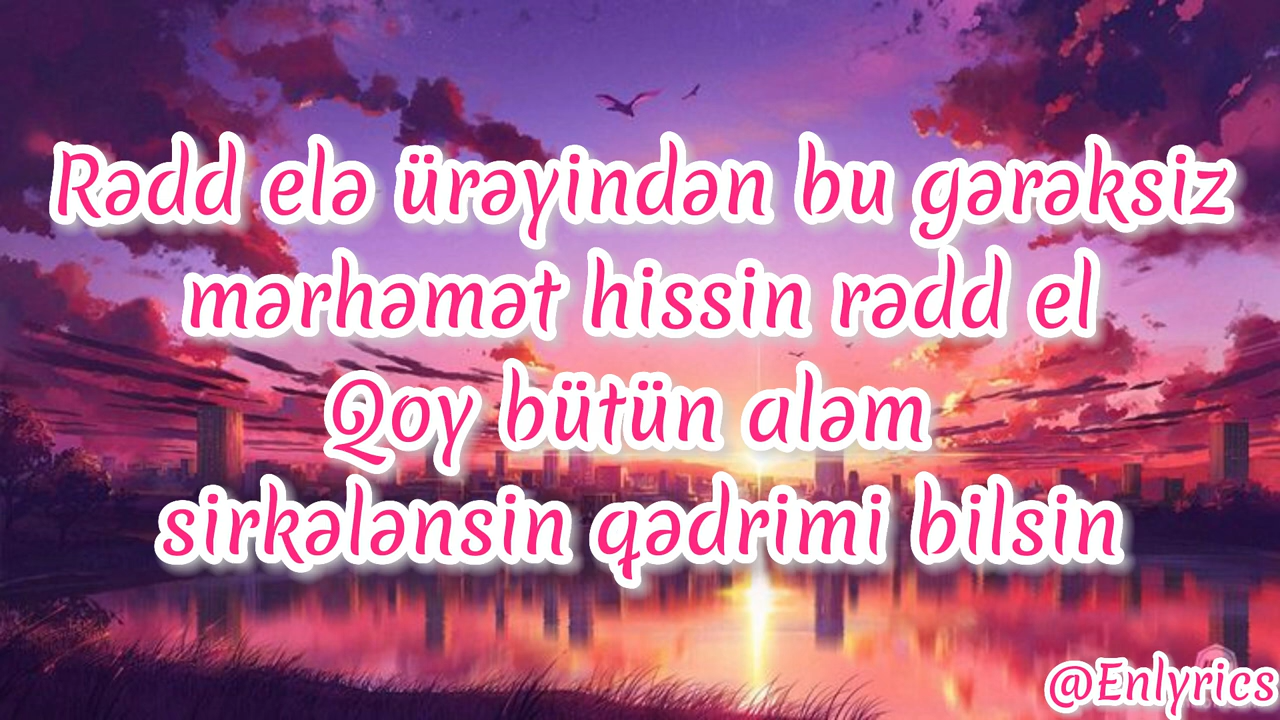 Rədd elə ürəyindən bu gərəksiz
mərhəmət hissin rədd el
Qoy bütün aləm
sirkələnsin qədrimi bilsin
@Enlyrics